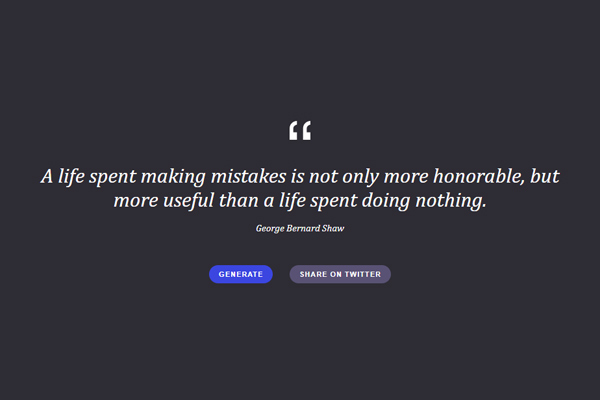 “
A life spent making mistakes is not only more honorable, but
more useful than a life spent doing nothing.
George Bernard Shaw
GENERATE SHARE ON TWITTER